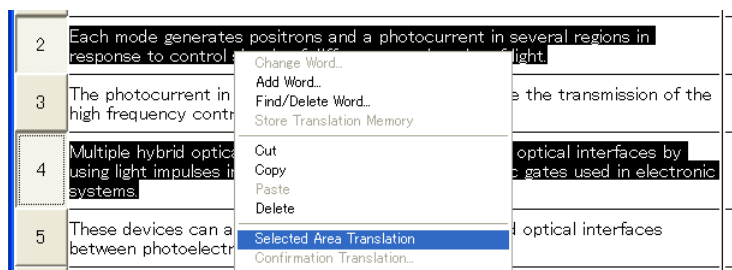 2
Each mode generates positrons and a photocurrent in several regions in
response to control light.
3
The photocurrent in e the transmission of the
high frequency contr
4
Multiple hybrid optica optical interfaces by
using light impulses in c gates used in electronic
systems.
5
These devices can a d optical interfaces
between photoelectr
Change Word...
Add Word...
Find/Delete Word...
Store Translation Memory
Cut
Copy
Paste
Delete
Selected Area Translation
Confirmation Translation...